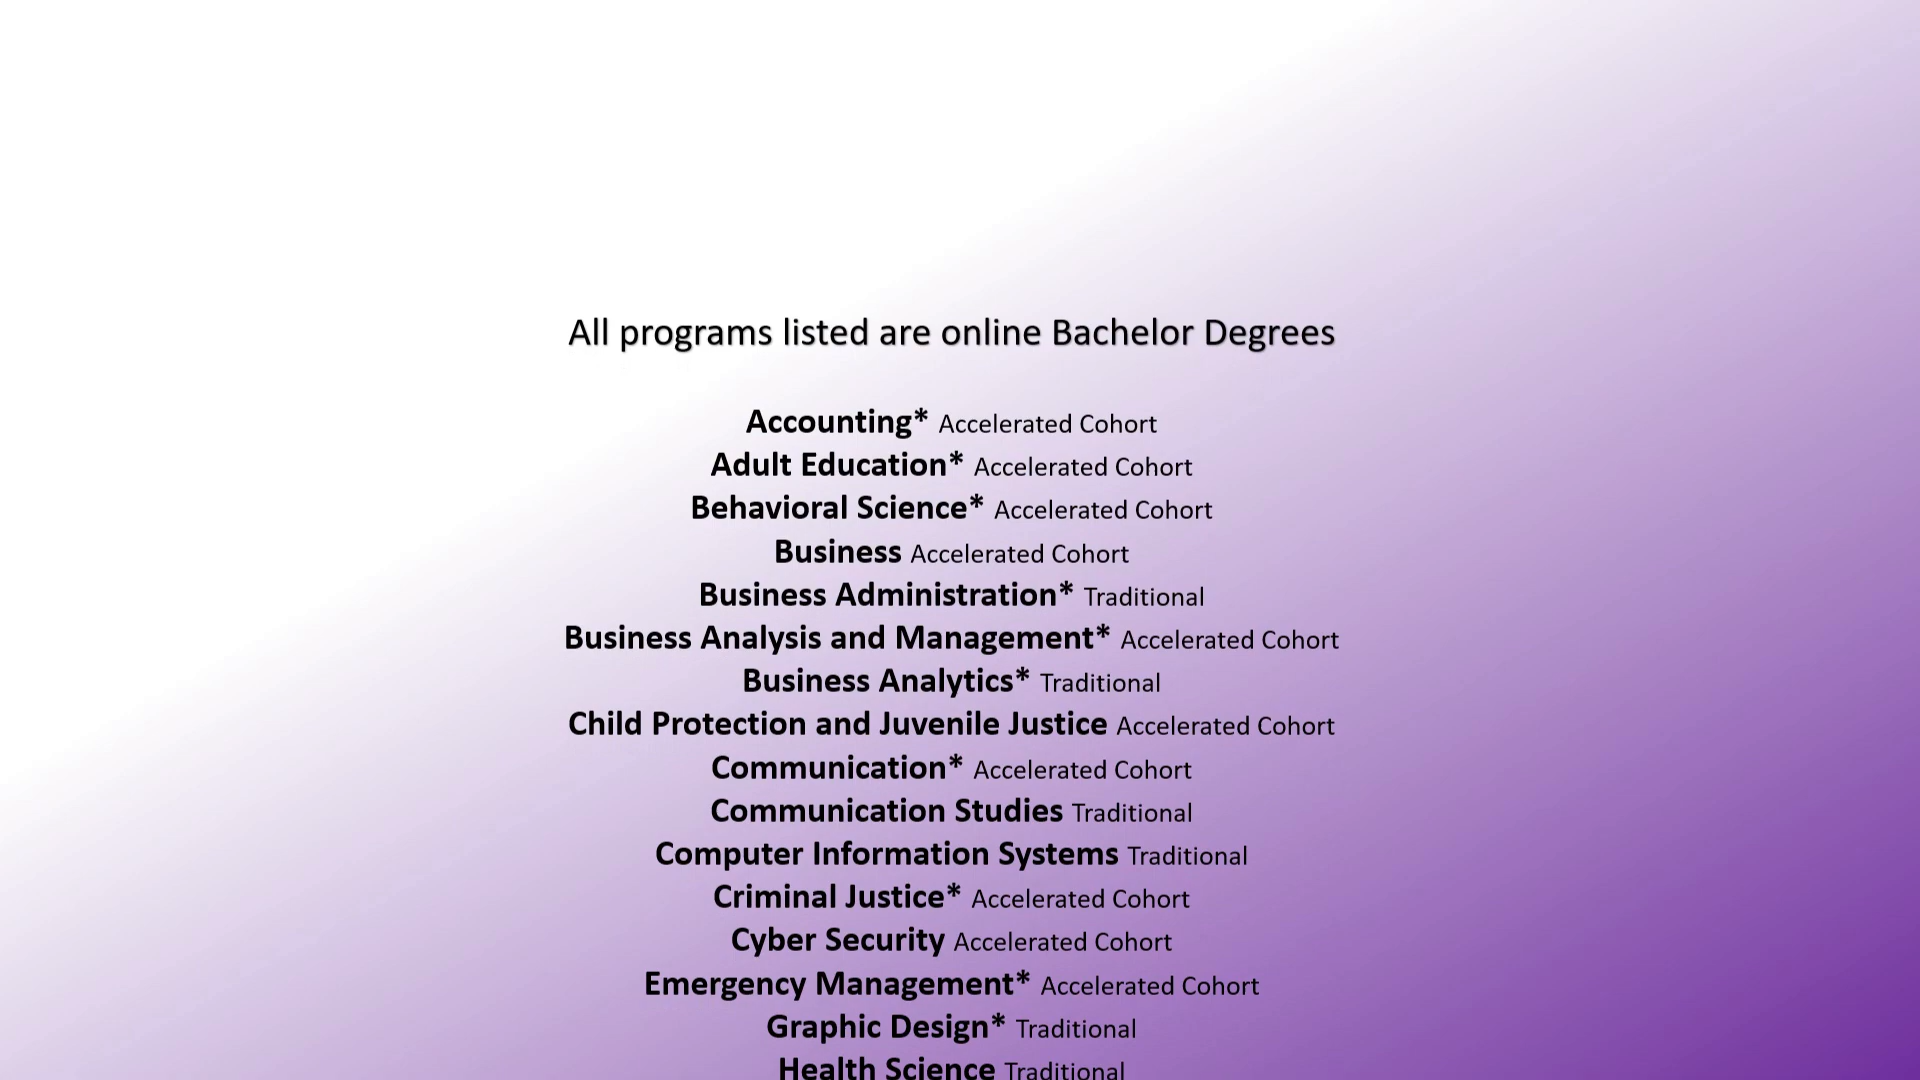 All programs listed are online Bachelor Degrees
Accounting* Accelerated Cohort
Adult Education* Accelerated Cohort
Behavioral Science* Accelerated Cohort
Business Accelerated Cohort
Business Administration* Traditional
Business Analysis and Management* Accelerated Cohort
Business Analytics* Traditional
Child Protection and Juvenile Justice Accelerated Cohort
Communication* Accelerated Cohort
Communication Studies Traditional
Computer Information Systems Traditional
Criminal Justice* Accelerated Cohort
Cyber Security Accelerated Cohort
Emergency Management* Accelerated Cohort
Graphic Design* Traditional
Health Science Traditional